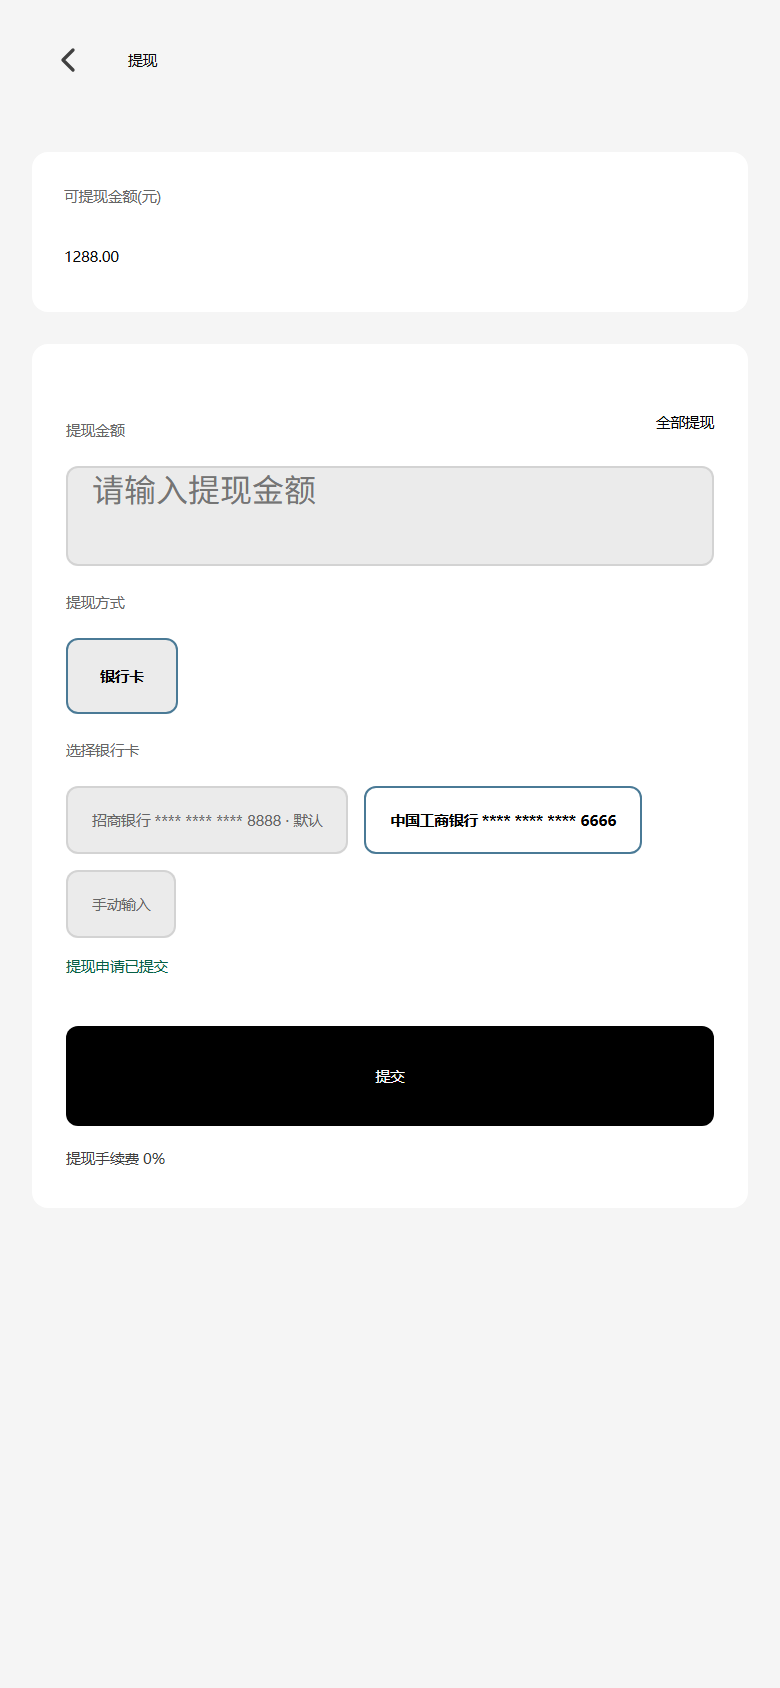 提现
可提现金额(元)
1288.00
提现金额
全部提现
请输入提现金额
提现方式
银行卡
选择银行卡
招商银行 **** **** **** 8888 · 默认
中国工商银行 **** **** **** 6666
手动输入
提现申请已提交
提交
提现手续费 0%